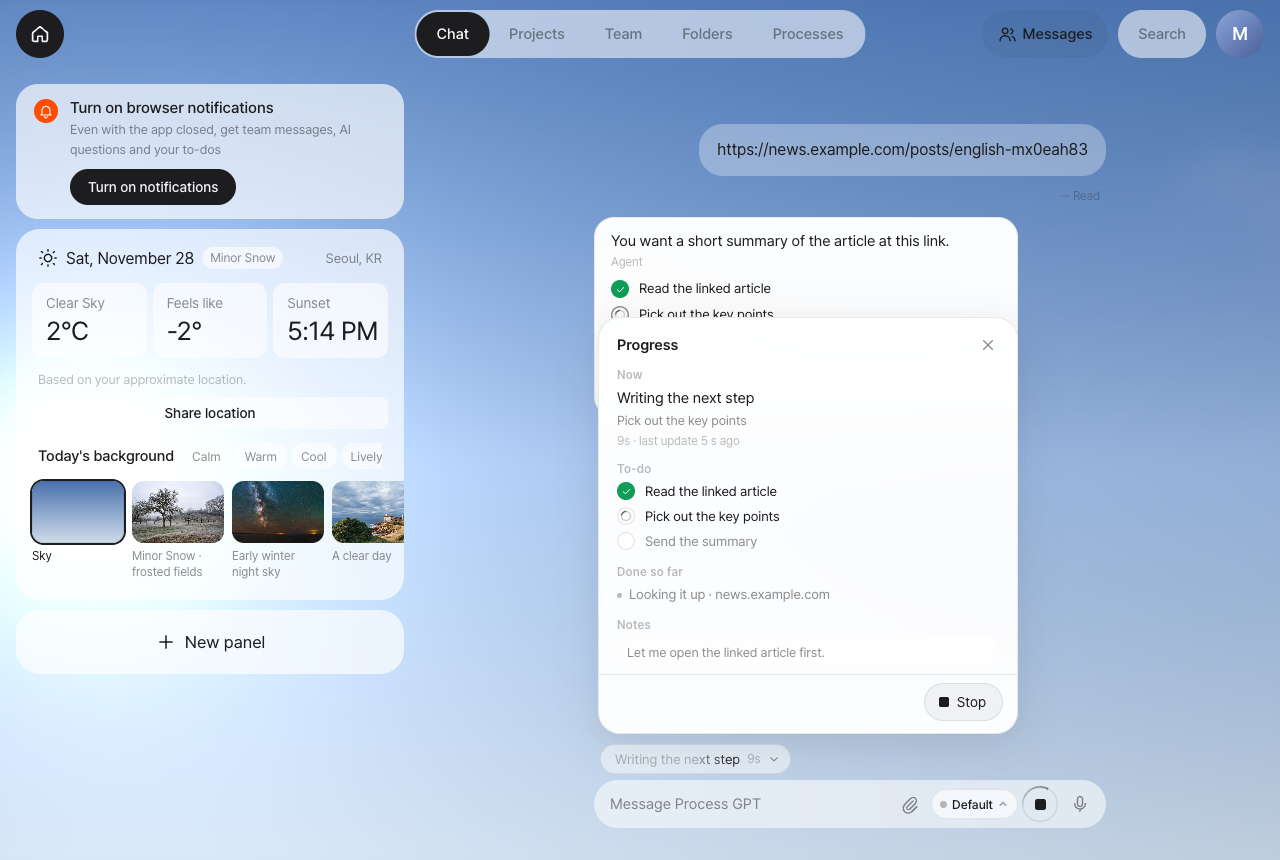 Chat
Projects
Team
Folders
Processes
Messages
Search
M
Turn on browser notifications
Even with the app closed, get team messages, AI
questions and your to-dos
Turn on notifications
Sat, November 28
Minor Snow
Seoul, KR
Clear Sky
2°C
Feels like
-2°
Sunset
5:14 PM
Based on your approximate location.
Share location
Today's background
Calm
Warm
Cool
Lively
Sky
Minor Snow ·
frosted fields
Early winter
night sky
A clear day
New panel
https://news.example.com/posts/english-mx0eah83
··· Read
You want a short summary of the article at this link.
Agent
Read the linked article
Pick out the key points
Progress
Now
Writing the next step
Pick out the key points
9s · last update 5 s ago
To-do
Read the linked article
Pick out the key points
Send the summary
Done so far
Looking it up · news.example.com
Notes
Let me open the linked article first.
Stop
Writing the next step 9s
Message Process GPT
Default